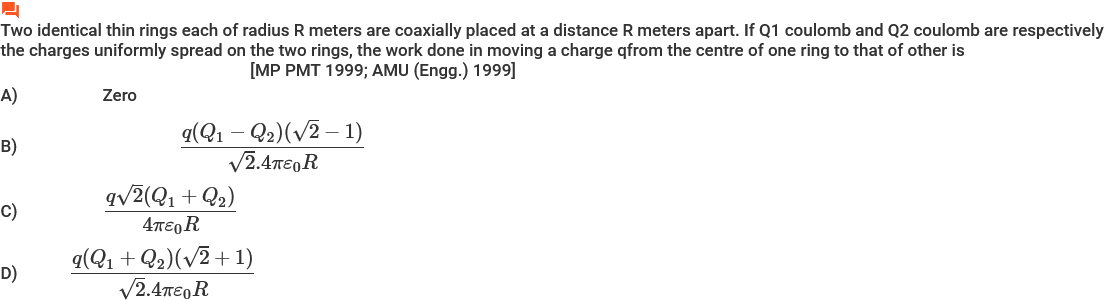 Two identical thin rings each of radius R meters are coaxially placed at a distance R meters apart. If Q1 coulomb and Q2 coulomb are respectively
the charges uniformly spread on the two rings, the work done in moving a charge qfrom the centre of one ring to that of other is
[MP PMT 1999; AMU (Engg.) 1999]
A) Zero
B) \frac{q(Q_1 - Q_2)(\sqrt{2} - 1)}{\sqrt{2}.4\pi\varepsilon_0 R}
C) \frac{q\sqrt{2}(Q_1 + Q_2)}{4\pi\varepsilon_0 R}
D) \frac{q(Q_1 + Q_2)(\sqrt{2} + 1)}{\sqrt{2}.4\pi\varepsilon_0 R}